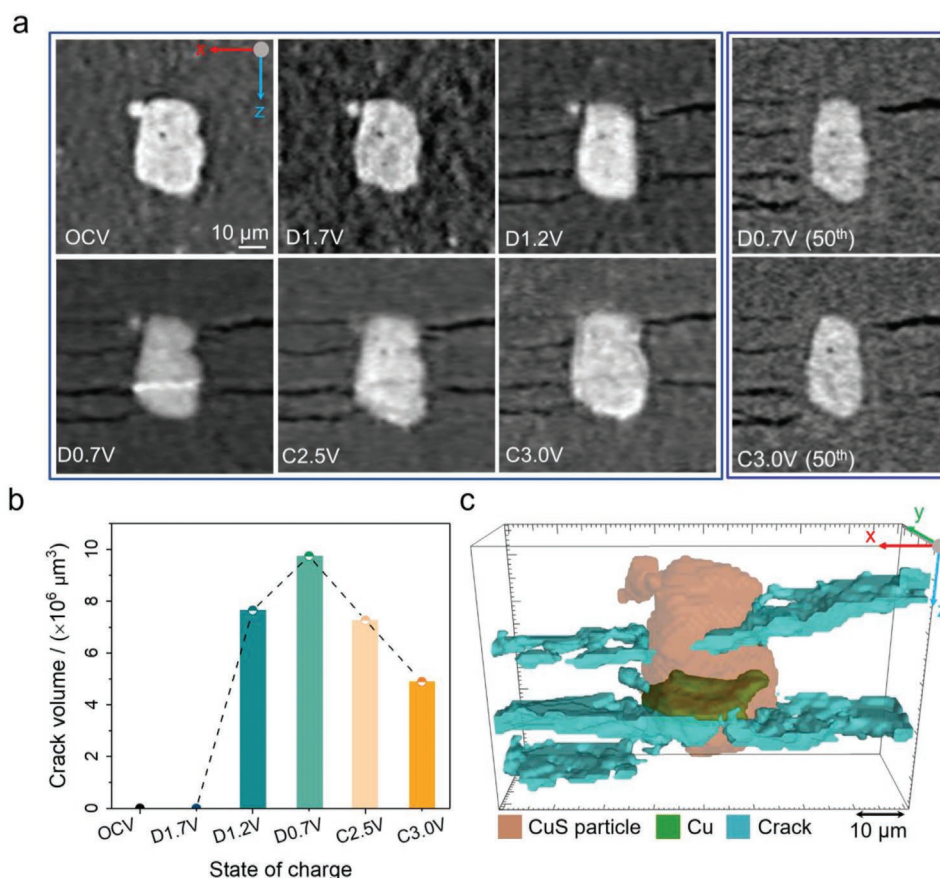 a
x
z
OCV
10 µm
D1.7V
D1.2V
D0.7V (50th)
D0.7V
C2.5V
C3.0V
C3.0V (50th)
b
Crack volume / (×10⁶ µm³)
10
8
6
4
2
0
OCV
D1.7V
D1.2V
D0.7V
C2.5V
C3.0V
State of charge
c
y
x
CuS particle
Cu
Crack
10 µm